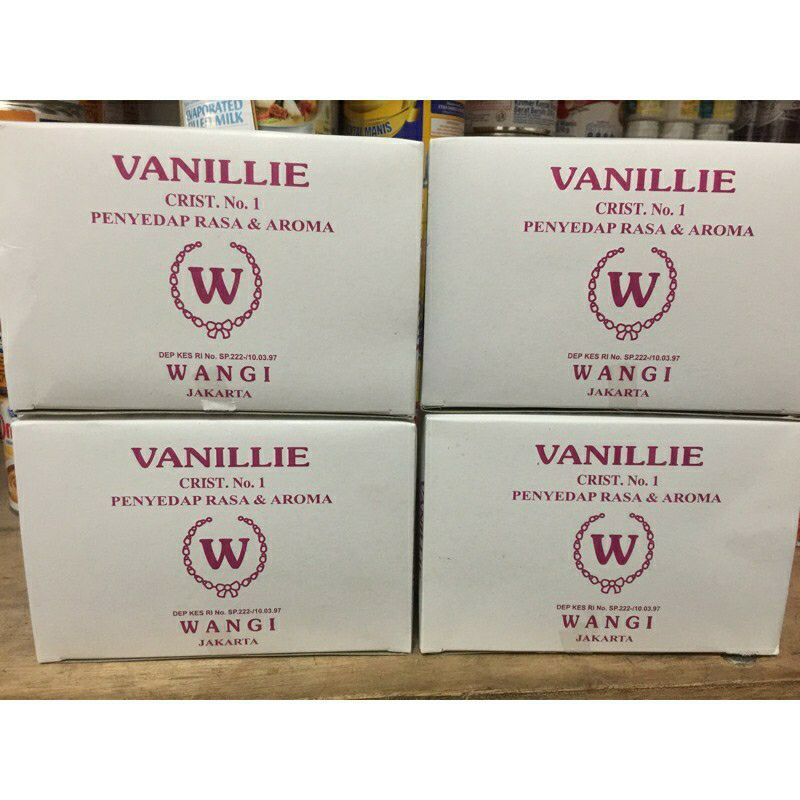 EVAPORATED
FILLED MILK
TAL MANIS
VANILLIE
CRIST. No. 1
PENYEDAP RASA & AROMA
W
DEP KES RI No. SP.222-/10.03.97
WANGI
JAKARTA
VANILLIE
CRIST. No. 1
PENYEDAP RASA & AROMA
W
DEP KES RI No. SP.222-/10.03.97
WANGI
JAKARTA
VANILLIE
CRIST. No. 1
PENYEDAP RASA & AROMA
W
DEP KES RI No. SP.222-/10.03.97
WANGI
JAKARTA
VANILLIE
CRIST. No. 1
PENYEDAP RASA & AROMA
W
DEP KES RI No. SP.222-/10.03.97
WANGI
JAKARTA